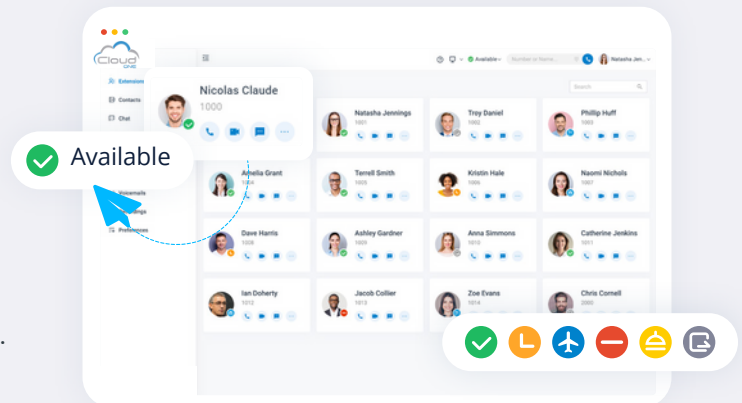 Cloud
ONE
Available
Number or Name...
Natasha Jen..
Extensions
Search
Contacts
Chat
Nicolas Claude
1000
Natasha Jennings
1001
Troy Daniel
1002
Phillip Huff
1003
Available
Amelia Grant
1004
Terrell Smith
1005
Kristin Hale
1006
Naomi Nichols
1007
Voicemails
Preferences
Dave Harris
1008
Ashley Gardner
1009
Anna Simmons
1010
Catherine Jenkins
1011
Ian Doherty
1012
Jacob Collier
1013
Zoe Evans
1014
Chris Cornell
2000